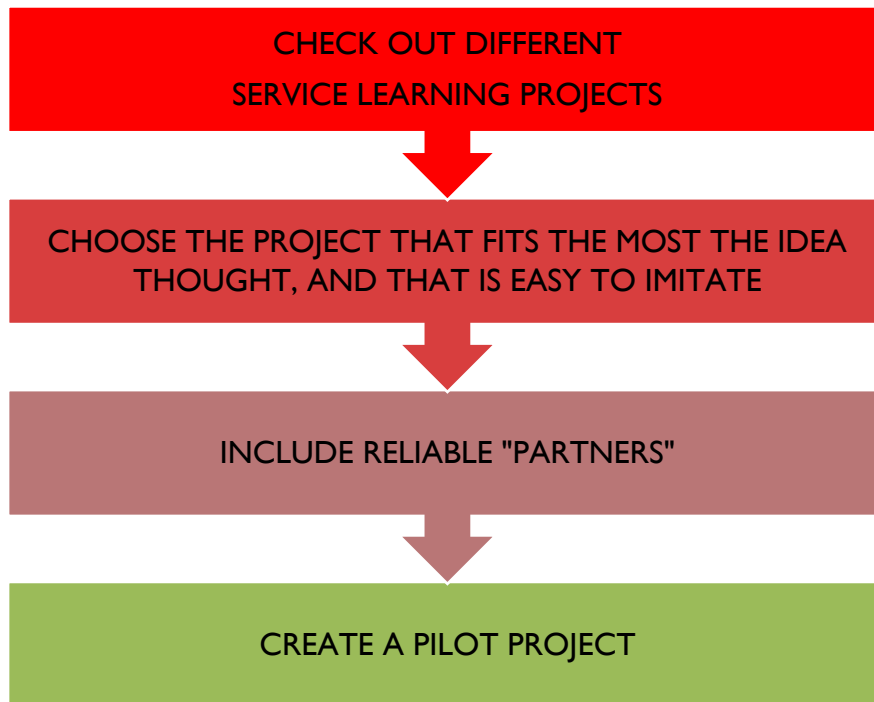 CHECK OUT DIFFERENT
SERVICE LEARNING PROJECTS
CHOOSE THE PROJECT THAT FITS THE MOST THE IDEA
THOUGHT, AND THAT IS EASY TO IMITATE
INCLUDE RELIABLE "PARTNERS"
CREATE A PILOT PROJECT